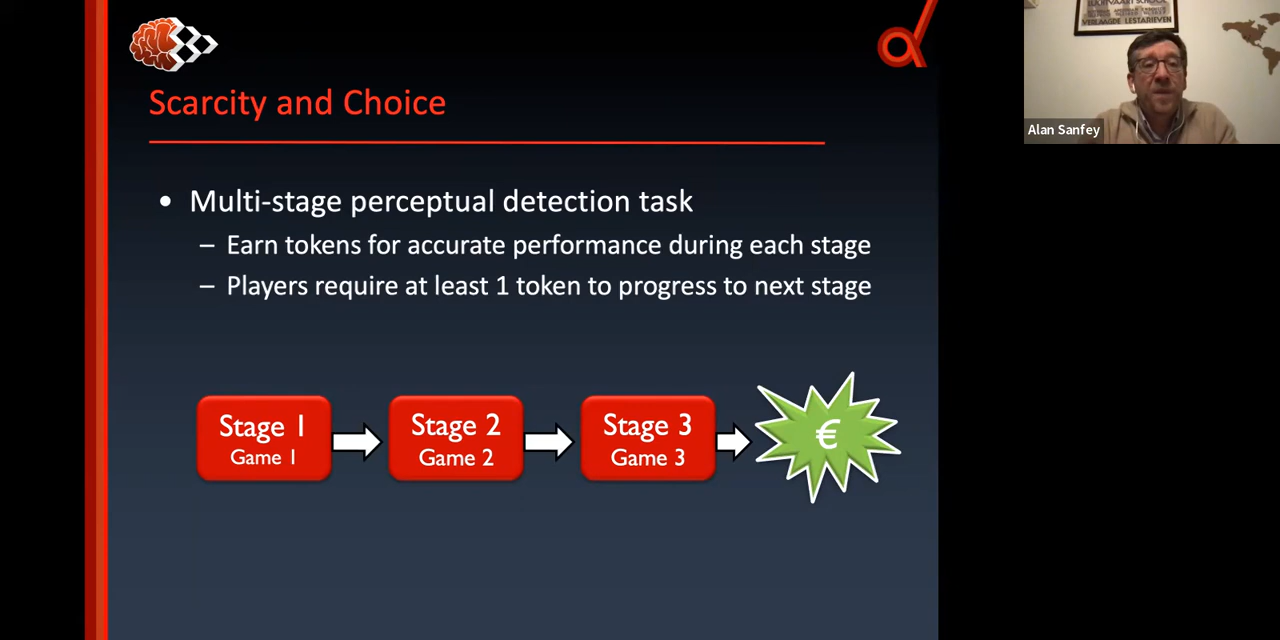 Scarcity and Choice
• Multi-stage perceptual detection task
– Earn tokens for accurate performance during each stage
– Players require at least 1 token to progress to next stage
Stage 1
Game 1
Stage 2
Game 2
Stage 3
Game 3
€
VERLAAGDE LESTARIEVEN
Alan Sanfey